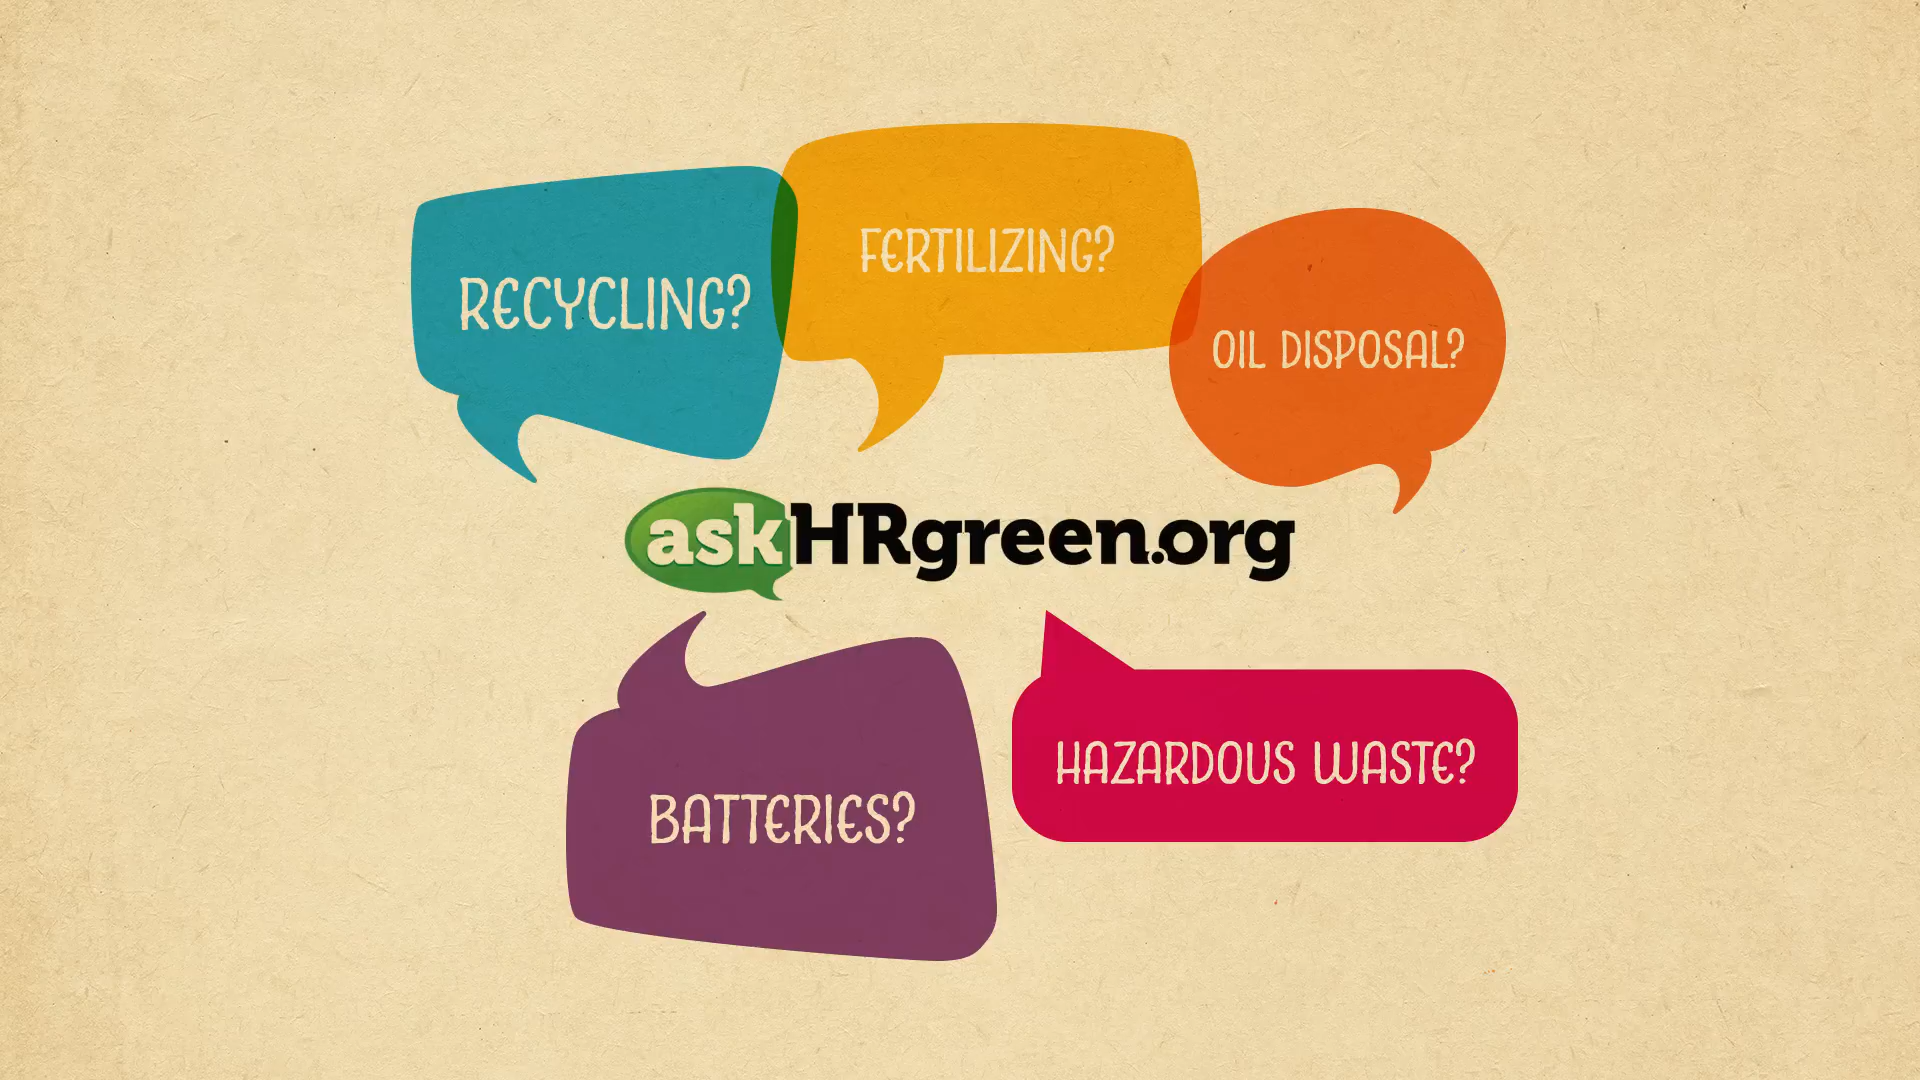 RECYCLING?
FERTILIZING?
OIL DISPOSAL?
askHRgreen.org
BATTERIES?
HAZARDOUS WASTE?